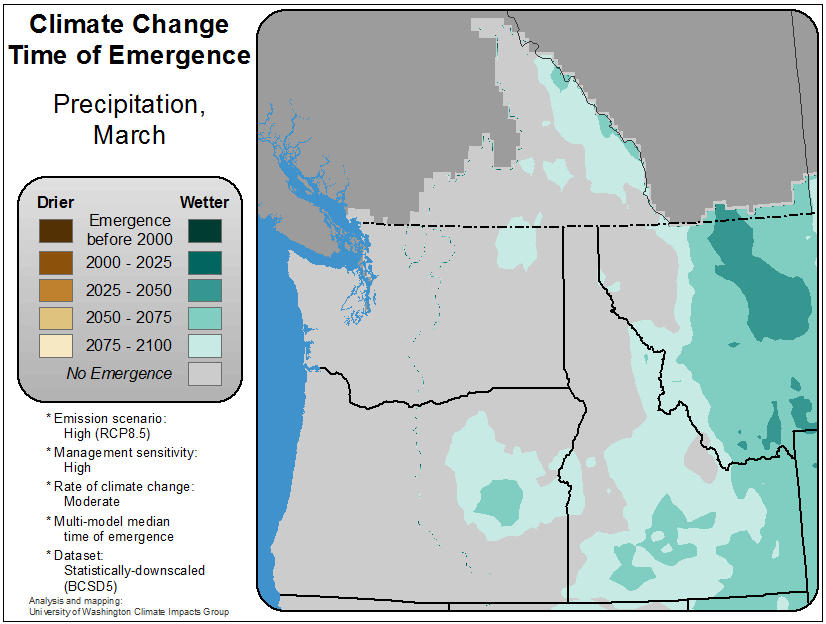 Climate Change
Time of Emergence
Precipitation,
March
Drier Wetter
Emergence
before 2000
2000 - 2025
2025 - 2050
2050 - 2075
2075 - 2100
No Emergence
* Emission scenario:
High (RCP8.5)
* Management sensitivity:
High
* Rate of climate change:
Moderate
* Multi-model median
time of emergence
* Dataset:
Statistically-downscaled
(BCSD5)
Analysis and mapping:
University of Washington Climate Impacts Group